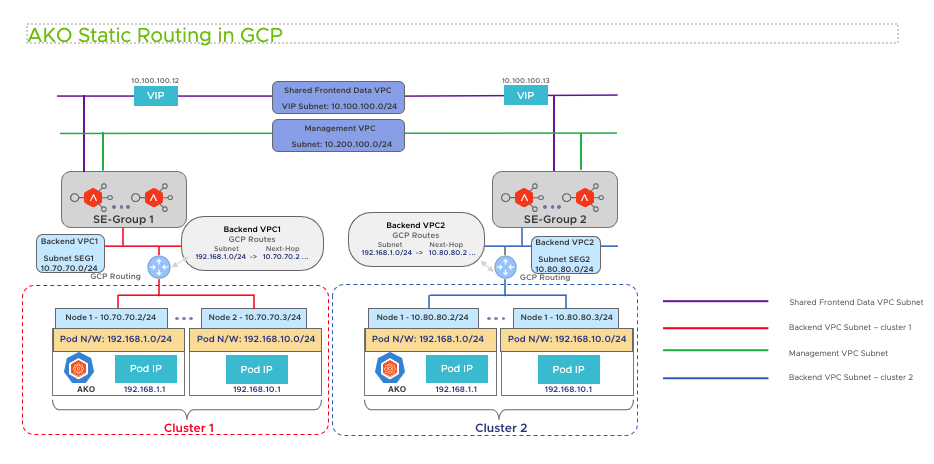 AKO Static Routing in GCP
10.100.100.12
10.100.100.13
VIP
Shared Frontend Data VPC
VIP Subnet: 10.100.100.0/24
VIP
Management VPC
Subnet: 10.200.100.0/24
SE-Group 1
SE-Group 2
Backend VPC1
Subnet SEG1
10.70.70.0/24
Backend VPC1
GCP Routes
Subnet Next-Hop
192.168.1.0/24 -> 10.70.70.2 ...
GCP Routing
Backend VPC2
GCP Routes
Subnet Next-Hop
192.168.1.0/24 -> 10.80.80.2 ...
Backend VPC2
Subnet SEG2
10.80.80.0/24
GCP Routing
Node 1 - 10.70.70.2/24
Node 2 - 10.70.70.3/24
Pod N/W: 192.168.1.0/24
Pod N/W: 192.168.10.0/24
Pod IP
Pod IP
AKO
192.168.1.1
192.168.10.1
Cluster 1
Node 1 - 10.80.80.2/24
Node 1 - 10.80.80.3/24
Pod N/W: 192.168.1.0/24
Pod N/W: 192.168.10.0/24
Pod IP
Pod IP
AKO
192.168.1.1
192.168.10.1
Cluster 2
Shared Frontend Data VPC Subnet
Backend VPC Subnet – cluster 1
Management VPC Subnet
Backend VPC Subnet – cluster 2